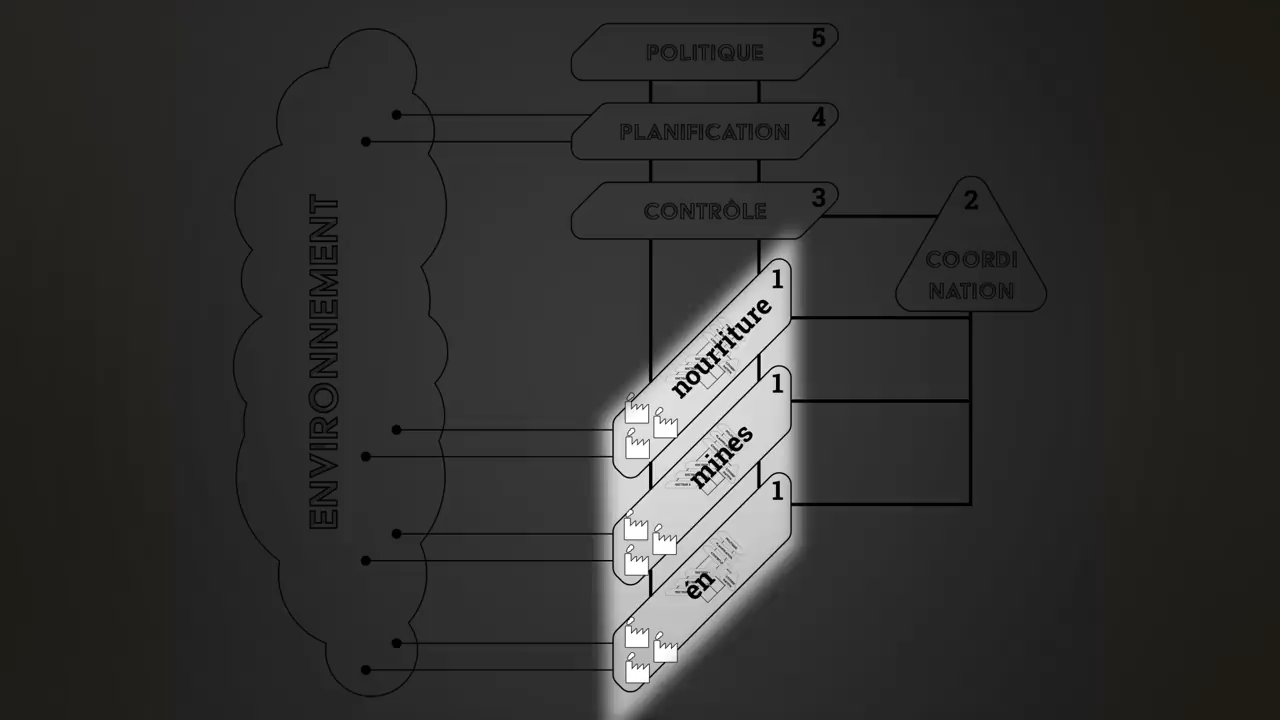 POLITIQUE
5
PLANIFICATION
4
CONTRÔLE
3
2
COORDI
NATION
ENVIRONNEMENT
1
nourriture
1
mines
1
én